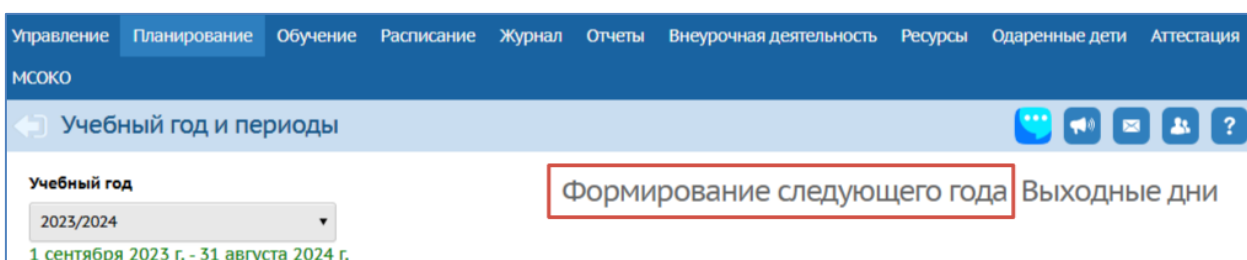 Управление Планирование Обучение Расписание Журнал Отчеты Внеурочная деятельность Ресурсы Одаренные дети Аттестация
МСОКО
Учебный год и периоды
?
Учебный год
Формирование следующего года Выходные дни
2023/2024
1 сентября 2023 г. - 31 августа 2024 г.